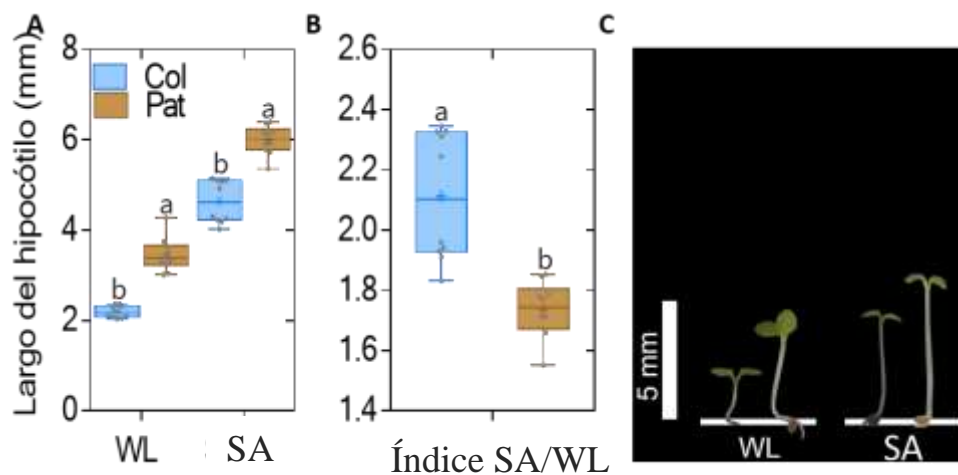 A
Largo del hipocótilo (mm)
8
6
4
2
0
Col
Pat
b
a
b
a
WL
SA
B
2.6
2.4
2.2
2.0
1.8
1.6
1.4
a
b
Índice SA/WL
C
5 mm
WL
SA